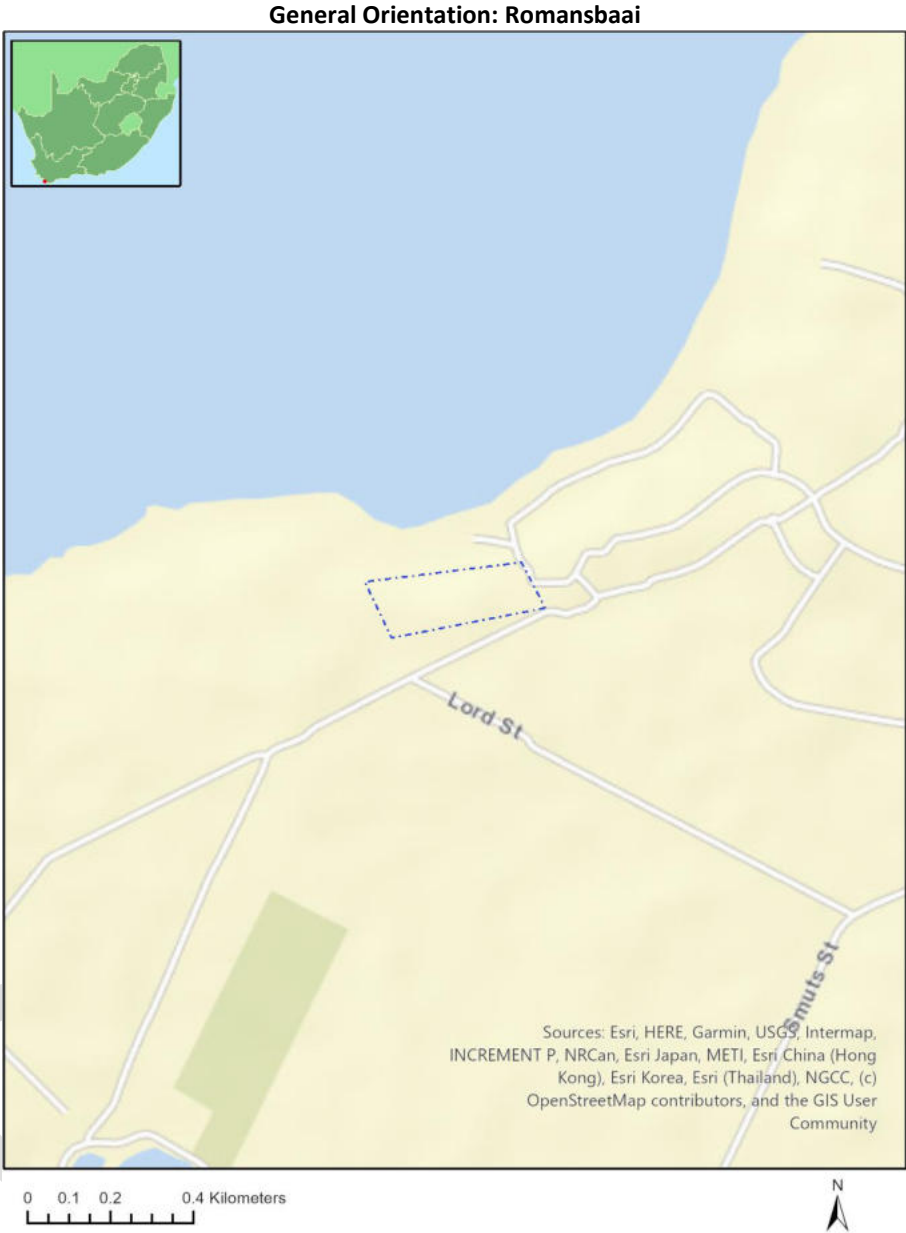 General Orientation: Romansbaai
Lord St
Smuts St
Sources: Esri, HERE, Garmin, USGS, Intermap,
INCREMENT P, NRCan, Esri Japan, METI, Esri China (Hong
Kong), Esri Korea, Esri (Thailand), NGCC, (c)
OpenStreetMap contributors, and the GIS User
Community
0 0.1 0.2 0.4 Kilometers
N